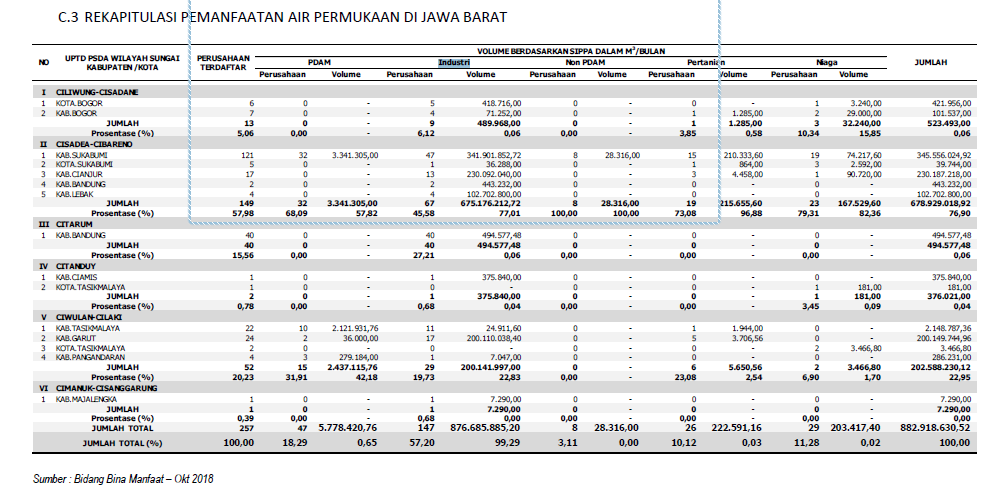 C.3 REKAPITULASI PEMANFAATAN AIR PERMUKAAN DI JAWA BARAT
NO UPTD PSDA WILAYAH SUNGAI KABUPATEN /KOTA PERUSAHAAN TERDAFTAR VOLUME BERDASARKAN SIPPA DALAM M³/BULAN JUMLAH
PDAM Industri Non PDAM Pertanian Niaga
Perusahaan Volume Perusahaan Volume Perusahaan Volume Perusahaan Volume Perusahaan Volume
I CILIWUNG-CISADANE
1 KOTA.BOGOR 6 0 - 5 418.716,00 0 - 0 - 1 3.240,00 421.956,00
2 KAB.BOGOR 7 0 - 4 71.252,00 0 - 1 1.285,00 2 29.000,00 101.537,00
JUMLAH 13 0 - 9 489.968,00 0 - 1 1.285,00 3 32.240,00 523.493,00
Prosentase (%) 5,06 0,00 6,12 0,06 0,00 - 3,85 0,58 10,34 15,85 0,06
II CISADEA-CIBARENO
1 KAB.SUKABUMI 121 32 3.341.305,00 47 341.901.852,72 8 28.316,00 15 210.333,60 19 74.217,60 345.556.024,92
2 KOTA.SUKABUMI 5 0 - 1 36.288,00 0 - 1 864,00 3 2.592,00 39.744,00
3 KAB.CIANJUR 17 0 - 13 230.092.040,00 0 - 3 4.458,00 1 90.720,00 230.187.218,00
4 KAB.BANDUNG 2 0 - 2 443.232,00 0 - 0 - 0 - 443.232,00
5 KAB.LEBAK 4 0 - 4 102.702.800,00 0 - 0 - 0 - 102.702.800,00
JUMLAH 149 32 3.341.305,00 67 675.176.212,72 8 28.316,00 19 215.655,60 23 167.529,60 678.929.018,92
Prosentase (%) 57,98 68,09 57,82 45,58 77,01 100,00 100,00 73,08 96,88 79,31 82,36 76,90
III CITARUM
1 KAB.BANDUNG 40 0 - 40 494.577,48 0 - 0 - 0 - 494.577,48
JUMLAH 40 0 - 40 494.577,48 0 - 0 - 0 - 494.577,48
Prosentase (%) 15,56 0,00 27,21 0,06 0,00 - 0,00 - 0,00 - 0,06
IV CITANDUY
1 KAB.CIAMIS 1 0 - 1 375.840,00 0 - 0 - 0 - 375.840,00
2 KOTA.TASIKMALAYA 1 0 - 0 - 0 - 0 - 1 181,00 181,00
JUMLAH 2 0 - 1 375.840,00 0 - 0 - 1 181,00 376.021,00
Prosentase (%) 0,78 0,00 0,68 0,04 0,00 - 0,00 - 3,45 0,09 0,04
V CIWULAN-CILAKI
1 KAB.TASIKMALAYA 22 10 2.121.931,76 11 24.911,60 0 - 1 1.944,00 0 - 2.148.787,36
2 KAB.GARUT 24 2 36.000,00 17 200.110.038,40 0 - 5 3.706,56 0 - 200.149.744,96
3 KOTA.TASIKMALAYA 2 0 - 0 - 0 - 0 - 2 3.466,80 3.466,80
4 KAB.PANGANDARAN 4 3 279.184,00 1 7.047,00 0 - 0 - 0 - 286.231,00
JUMLAH 52 15 2.437.115,76 29 200.141.997,00 0 - 6 5.650,56 2 3.466,80 202.588.230,12
Prosentase (%) 20,23 31,91 42,18 19,73 22,83 0,00 - 23,08 2,54 6,90 1,70 22,95
VI CIMANUK-CISANGGARUNG
1 KAB.MAJALENGKA 1 0 - 1 7.290,00 0 - 0 - 0 - 7.290,00
JUMLAH 1 0 - 1 7.290,00 0 - 0 - 0 - 7.290,00
Prosentase (%) 0,39 0,00 0,68 0,00 0,00 - 0,00 - 0,00 - 0,00
JUMLAH TOTAL 257 47 5.778.420,76 147 876.685.885,20 8 28.316,00 26 222.591,16 29 203.417,40 882.918.630,52
JUMLAH TOTAL (%) 100,00 18,29 0,65 57,20 99,29 3,11 0,00 10,12 0,03 11,28 0,02 100,00
Sumber : Bidang Bina Manfaat – Okt 2018